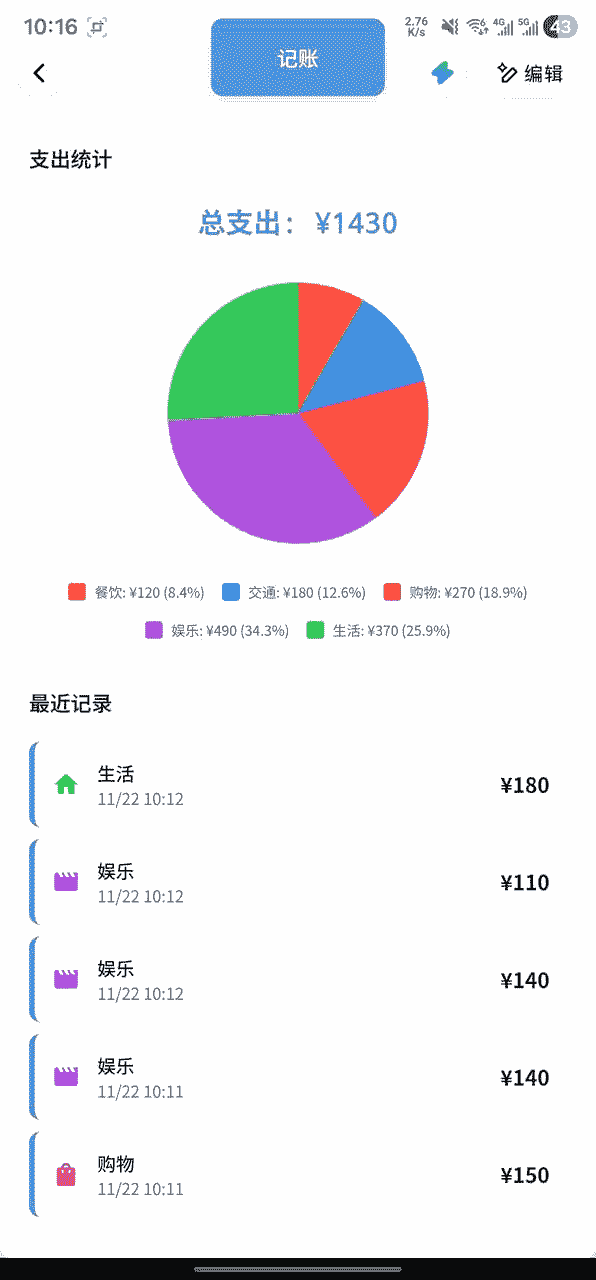 10:16 2.76 K/s 6 4G 5G 43
记账
编辑
支出统计
总支出: ¥1430
餐饮: ¥120 (8.4%) 交通: ¥180 (12.6%) 购物: ¥270 (18.9%)
娱乐: ¥490 (34.3%) 生活: ¥370 (25.9%)
最近记录
生活
11/22 10:12
¥180
娱乐
11/22 10:12
¥110
娱乐
11/22 10:12
¥140
娱乐
11/22 10:11
¥140
购物
11/22 10:11
¥150